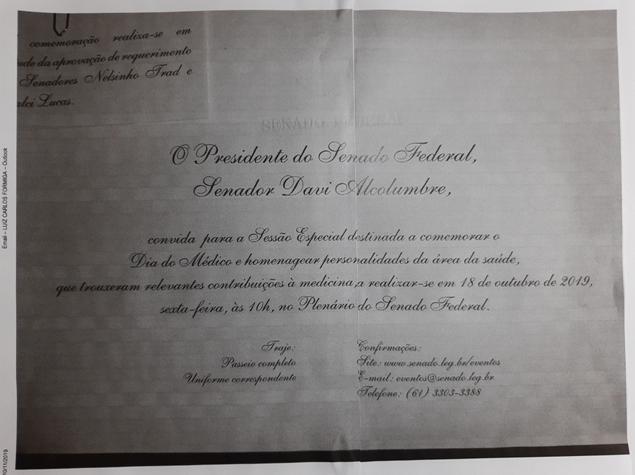 comemoração realiza-se em
da aprovação de requerimento
Senadores Nelsinho Trad e
Lucas.
SENADO FEDERAL
O Presidente do Senado Federal,
Senador Davi Alcolumbre,
convida para a Sessão Especial destinada a comemorar o
Dia do Médico e homenagear personalidades da área da saúde,
que trouxeram relevantes contribuições à medicina,a realizar-se em 18 de outubro de 2019,
sexta-feira, às 10h, no Plenário do Senado Federal.
Traje:
Passeio completo
Uniforme correspondente
Confirmações:
Site: www.senado.leg.br/eventos
E-mail: eventos@senado.leg.br
Telefone: (61) 3303-3388
Email – LUIZ CARLOS FORMIGA – Outlook